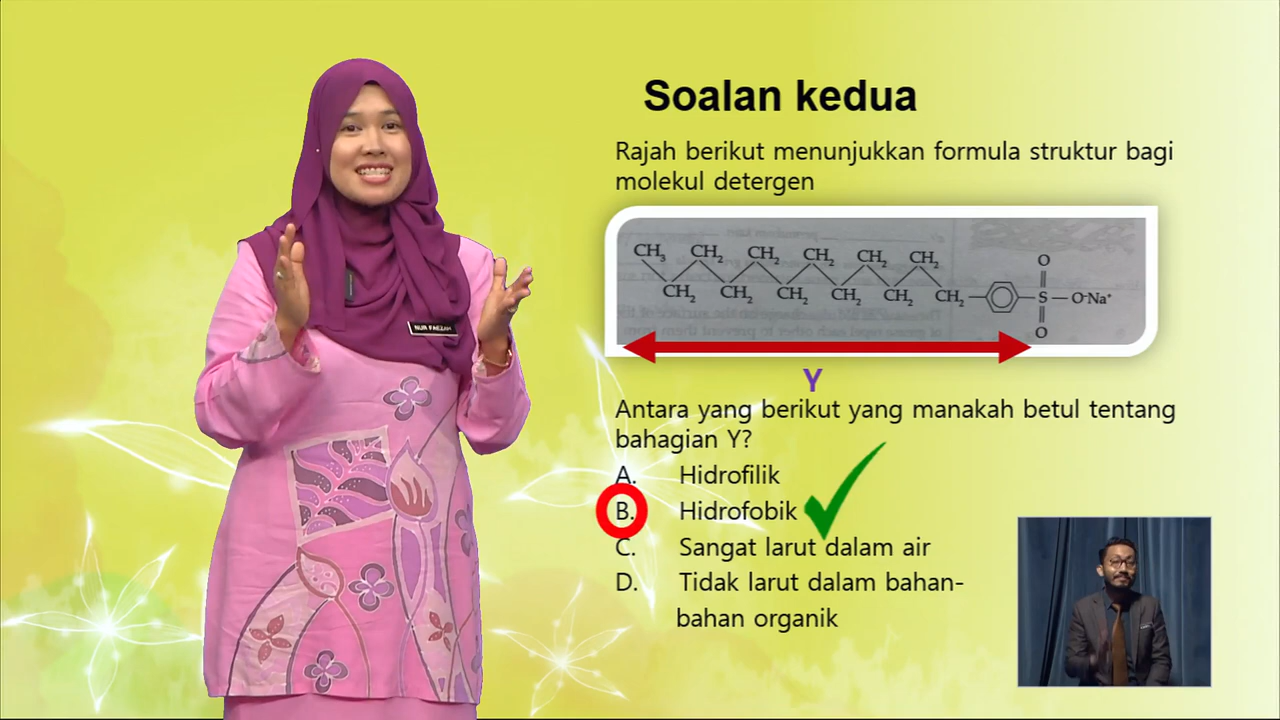 Soalan kedua
Rajah berikut menunjukkan formula struktur bagi
molekul detergen
CH₃ CH₂ CH₂ CH₂ CH₂ CH₂ O
CH₂ CH₂ CH₂ CH₂ CH₂ CH₂ S O⁻Na⁺
O
Y
Antara yang berikut yang manakah betul tentang
bahagian Y?
A. Hidrofilik
B. Hidrofobik
C. Sangat larut dalam air
D. Tidak larut dalam bahan-
bahan organik
NUR FAEZAH